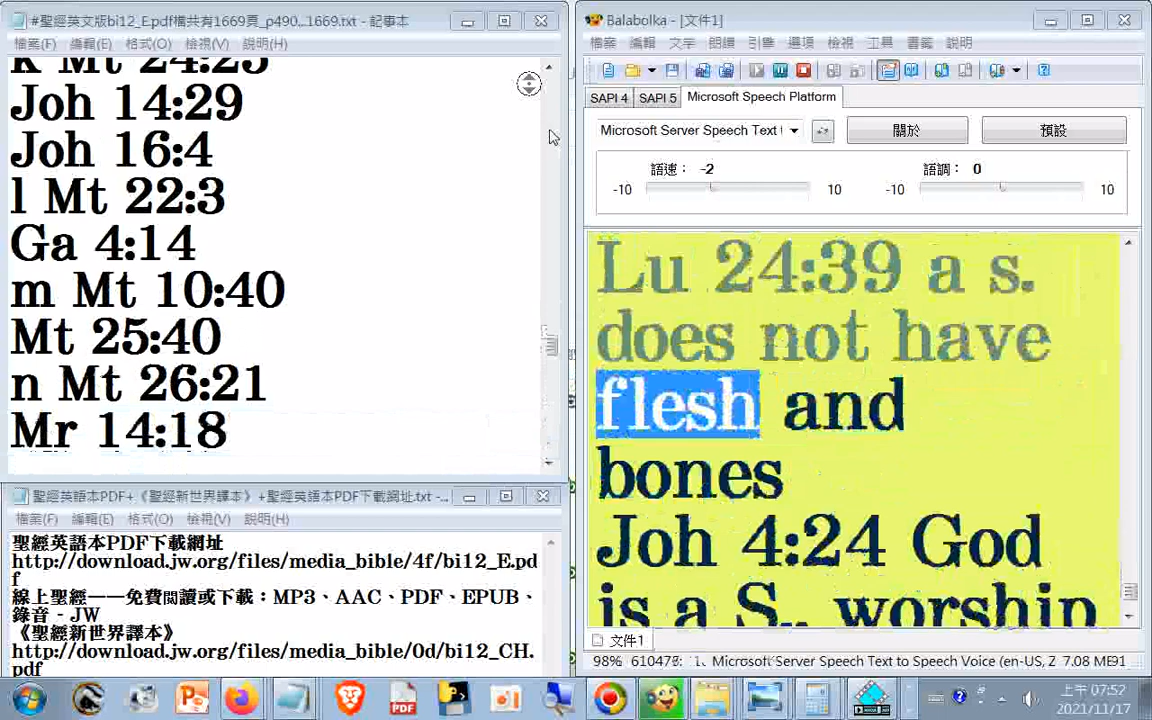 #聖經英文版bi12_E.pdf檔共有1669頁_p490...1669.txt - 記事本
檔案(F) 編輯(E) 格式(O) 檢視(V) 說明(H)
k Mt 24:25
Joh 14:29
Joh 16:4
l Mt 22:3
Ga 4:14
m Mt 10:40
Mt 25:40
n Mt 26:21
Mr 14:18
聖經英語本PDF+《聖經新世界譯本》+聖經英語本PDF下載網址.txt -...
檔案(F) 編輯(E) 格式(O) 檢視(V) 說明(H)
聖經英語本PDF下載網址
http://download.jw.org/files/media_bible/4f/bi12_E.pd
f
線上聖經——免費閱讀或下載：MP3、AAC、PDF、EPUB、
錄音 - JW
《聖經新世界譯本》
http://download.jw.org/files/media_bible/0d/bi12_CH.
pdf
Balabolka - [文件1]
檔案 編輯 文字 朗讀 引擎 選項 檢視 工具 書籤 說明
SAPI 4 SAPI 5 Microsoft Speech Platform
Microsoft Server Speech Text 關於 預設
語速： -2 語調： 0
-10 10 -10 10
Lu 24:39 a s.
does not have
flesh and
bones
Joh 4:24 God
is a S., worship
文件1
98% Microsoft Server Speech Text to Speech Voice (en-US, Z 7.08 ME
上午 07:52
2021/11/17